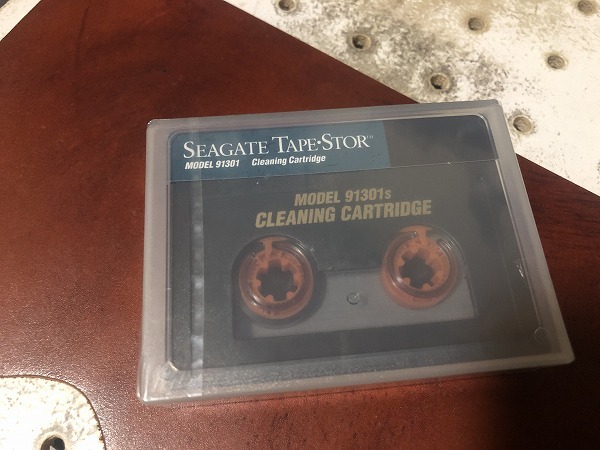 SEAGATE TAPE•STOR™
MODEL 91301 Cleaning Cartridge
MODEL 91301s
CLEANING CARTRIDGE